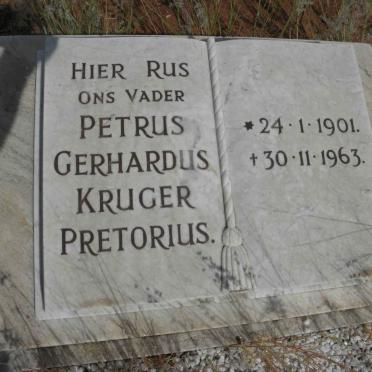 HIER RUS
ONS VADER
PETRUS
GERHARDUS
KRUGER
PRETORIUS.
* 24·1·1901.
† 30·11·1963.